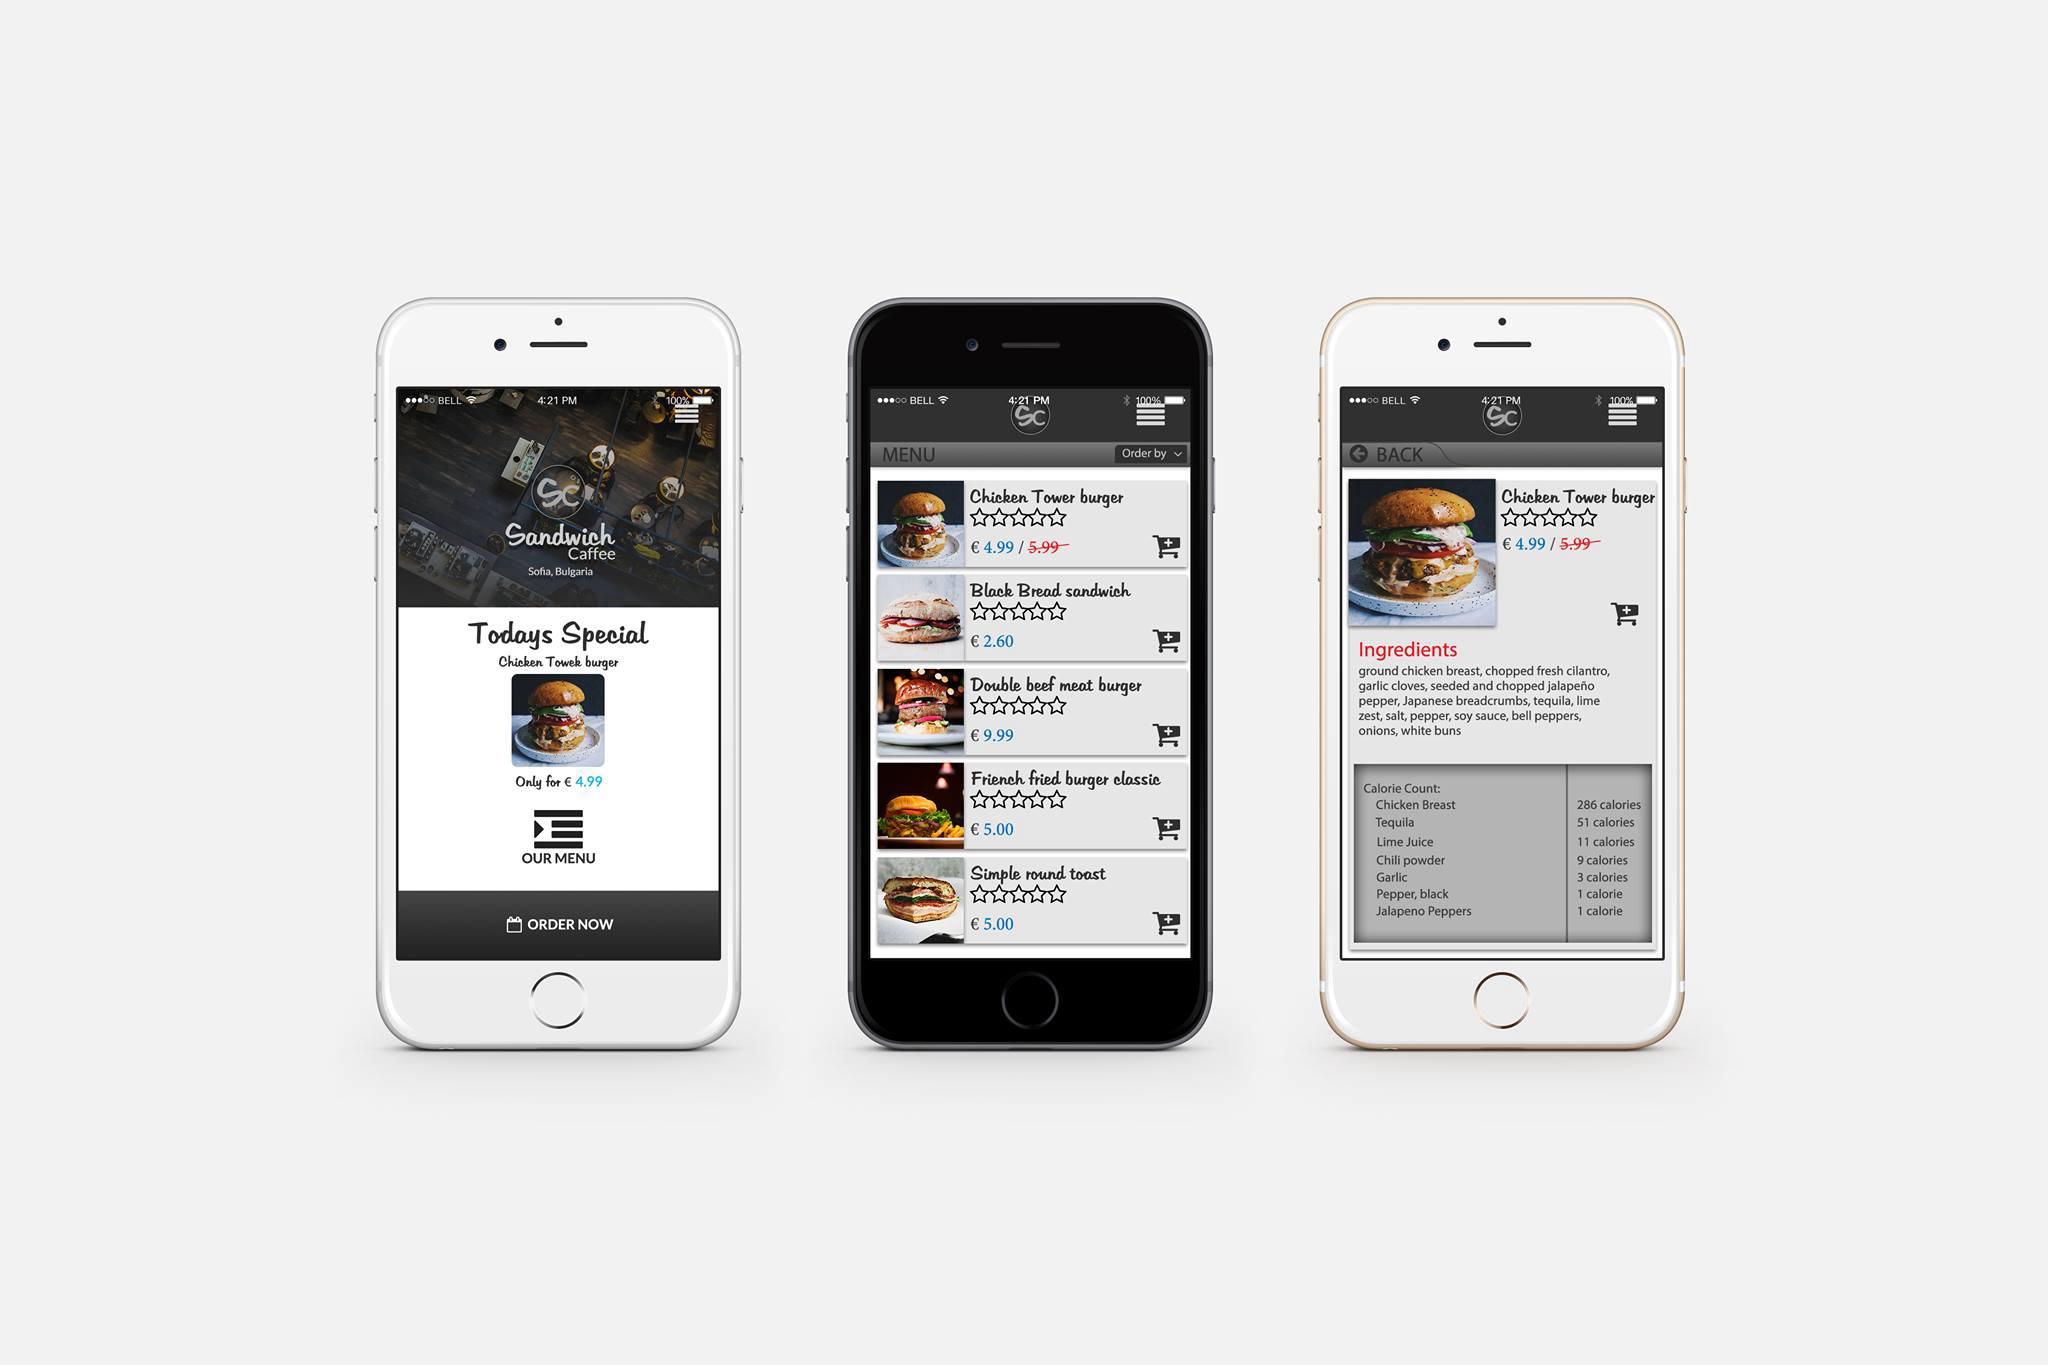 BELL 4:21 PM 100%
SC
Sandwich
Caffee
Sofia, Bulgaria
Todays Special
Chicken Towek burger
Only for € 4.99
OUR MENU
ORDER NOW
BELL 4:21 PM 100%
SC
MENU Order by
Chicken Tower burger
€ 4.99 / 5.99
Black Bread sandwich
€ 2.60
Double beef meat burger
€ 9.99
Friench fried burger classic
€ 5.00
Simple round toast
€ 5.00
BELL 4:21 PM 100%
SC
BACK
Chicken Tower burger
€ 4.99 / 5.99
Ingredients
ground chicken breast, chopped fresh cilantro,
garlic cloves, seeded and chopped jalapeño
pepper, Japanese breadcrumbs, tequila, lime
zest, salt, pepper, soy sauce, bell peppers,
onions, white buns
Calorie Count:
Chicken Breast 286 calories
Tequila 51 calories
Lime Juice 11 calories
Chili powder 9 calories
Garlic 3 calories
Pepper, black 1 calorie
Jalapeno Peppers 1 calorie